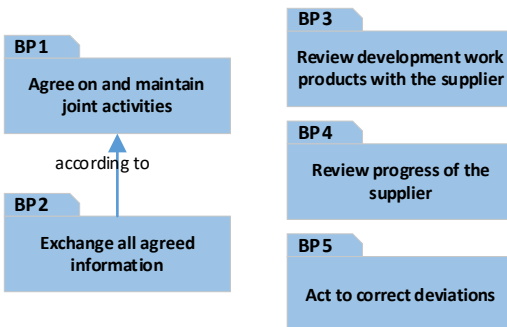 BP1
Agree on and maintain
joint activities
according to
BP2
Exchange all agreed
information
BP3
Review development work
products with the supplier
BP4
Review progress of the
supplier
BP5
Act to correct deviations